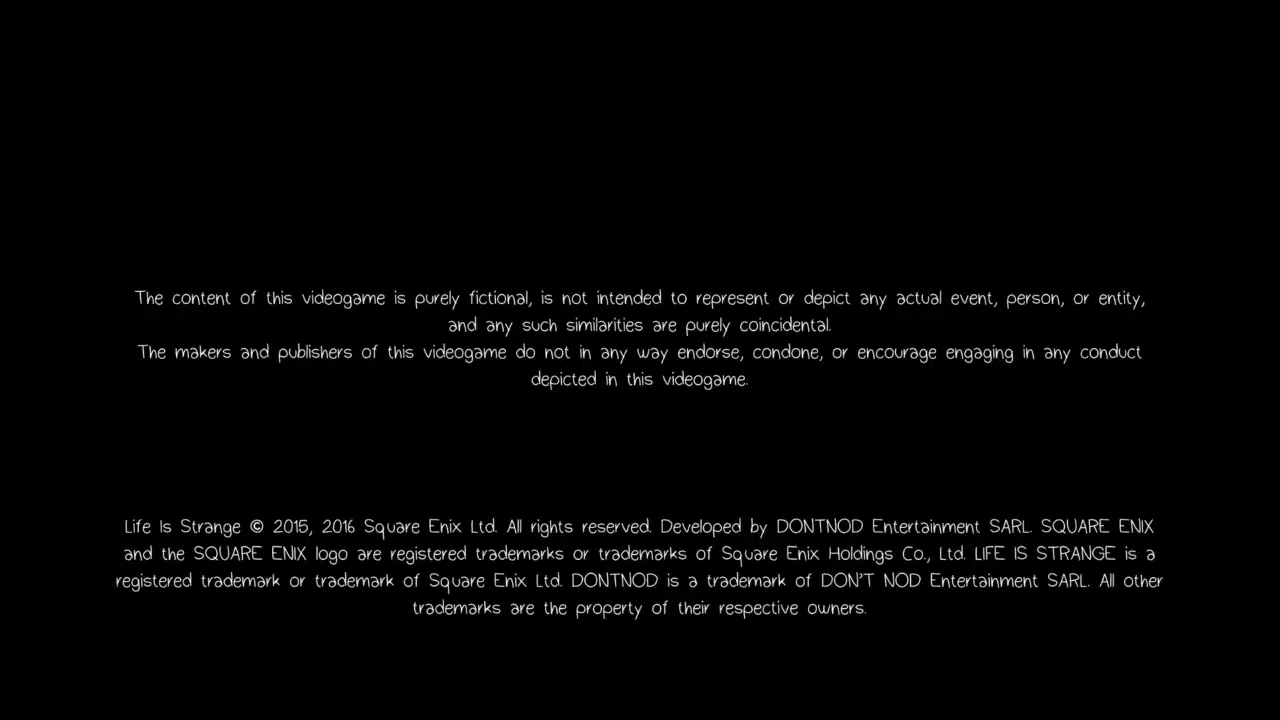 The content of this videogame is purely fictional, is not intended to represent or depict any actual event, person, or entity,
and any such similarities are purely coincidental.
The makers and publishers of this videogame do not in any way endorse, condone, or encourage engaging in any conduct
depicted in this videogame.
Life Is Strange © 2015, 2016 Square Enix Ltd. All rights reserved. Developed by DONTNOD Entertainment SARL. SQUARE ENIX
and the SQUARE ENIX logo are registered trademarks or trademarks of Square Enix Holdings Co., Ltd. LIFE IS STRANGE is a
registered trademark or trademark of Square Enix Ltd. DONTNOD is a trademark of DON'T NOD Entertainment SARL. All other
trademarks are the property of their respective owners.